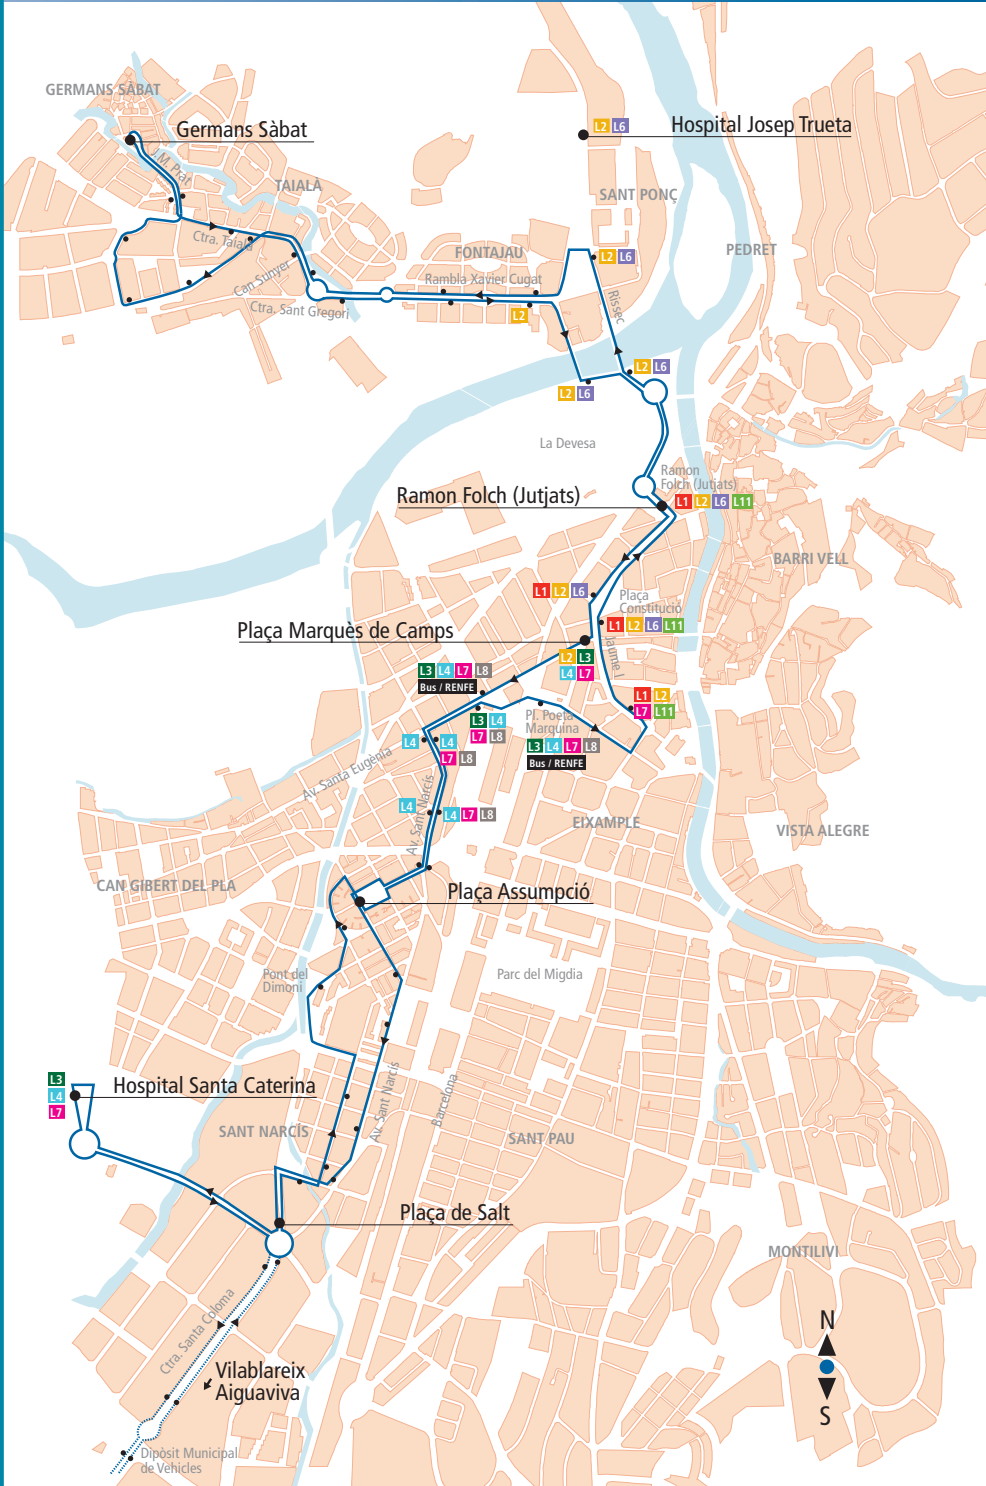 GERMANS SÀBAT
Germans Sàbat
J.M. Prat
TAIALÀ
Ctra. Taialà
Can Sunyer
Ctra. Sant Gregori
FONTAJAU
Rambla Xavier Cugat
L2
L2 L6
Hospital Josep Trueta
SANT PONÇ
PEDRET
L2 L6
Rissec
L2 L6
L2 L6
La Devesa
Ramon Folch (Jutjats)
Ramon
Folch (Jutjats)
L1 L2 L6 L11
BARRI VELL
L1 L2 L6
Plaça
Constitució
L1 L2 L6 L11
Plaça Marquès de Camps
Jaume I
L2 L3
L4 L7
L3 L4 L7 L8
Bus / RENFE
L1 L2
L7 L11
L3 L4
L7 L8
Pl. Poeta
Marquina
L3 L4 L7 L8
Bus / RENFE
L4
L4
L7 L8
Av. Santa Eugènia
L4
L4 L7 L8
Av. Sant Narcís
EIXAMPLE
VISTA ALEGRE
CAN GIBERT DEL PLA
Plaça Assumpció
Pont del
Dimoni
Parc del Migdia
L3
L4
L7
Hospital Santa Caterina
Av. Sant Narcís
Barcelona
SANT NARCÍS
SANT PAU
Plaça de Salt
MONTILIVI
Ctra. Santa Coloma
Vilablareix
Aiguaviva
N
S
Dipòsit Municipal
de Vehicles